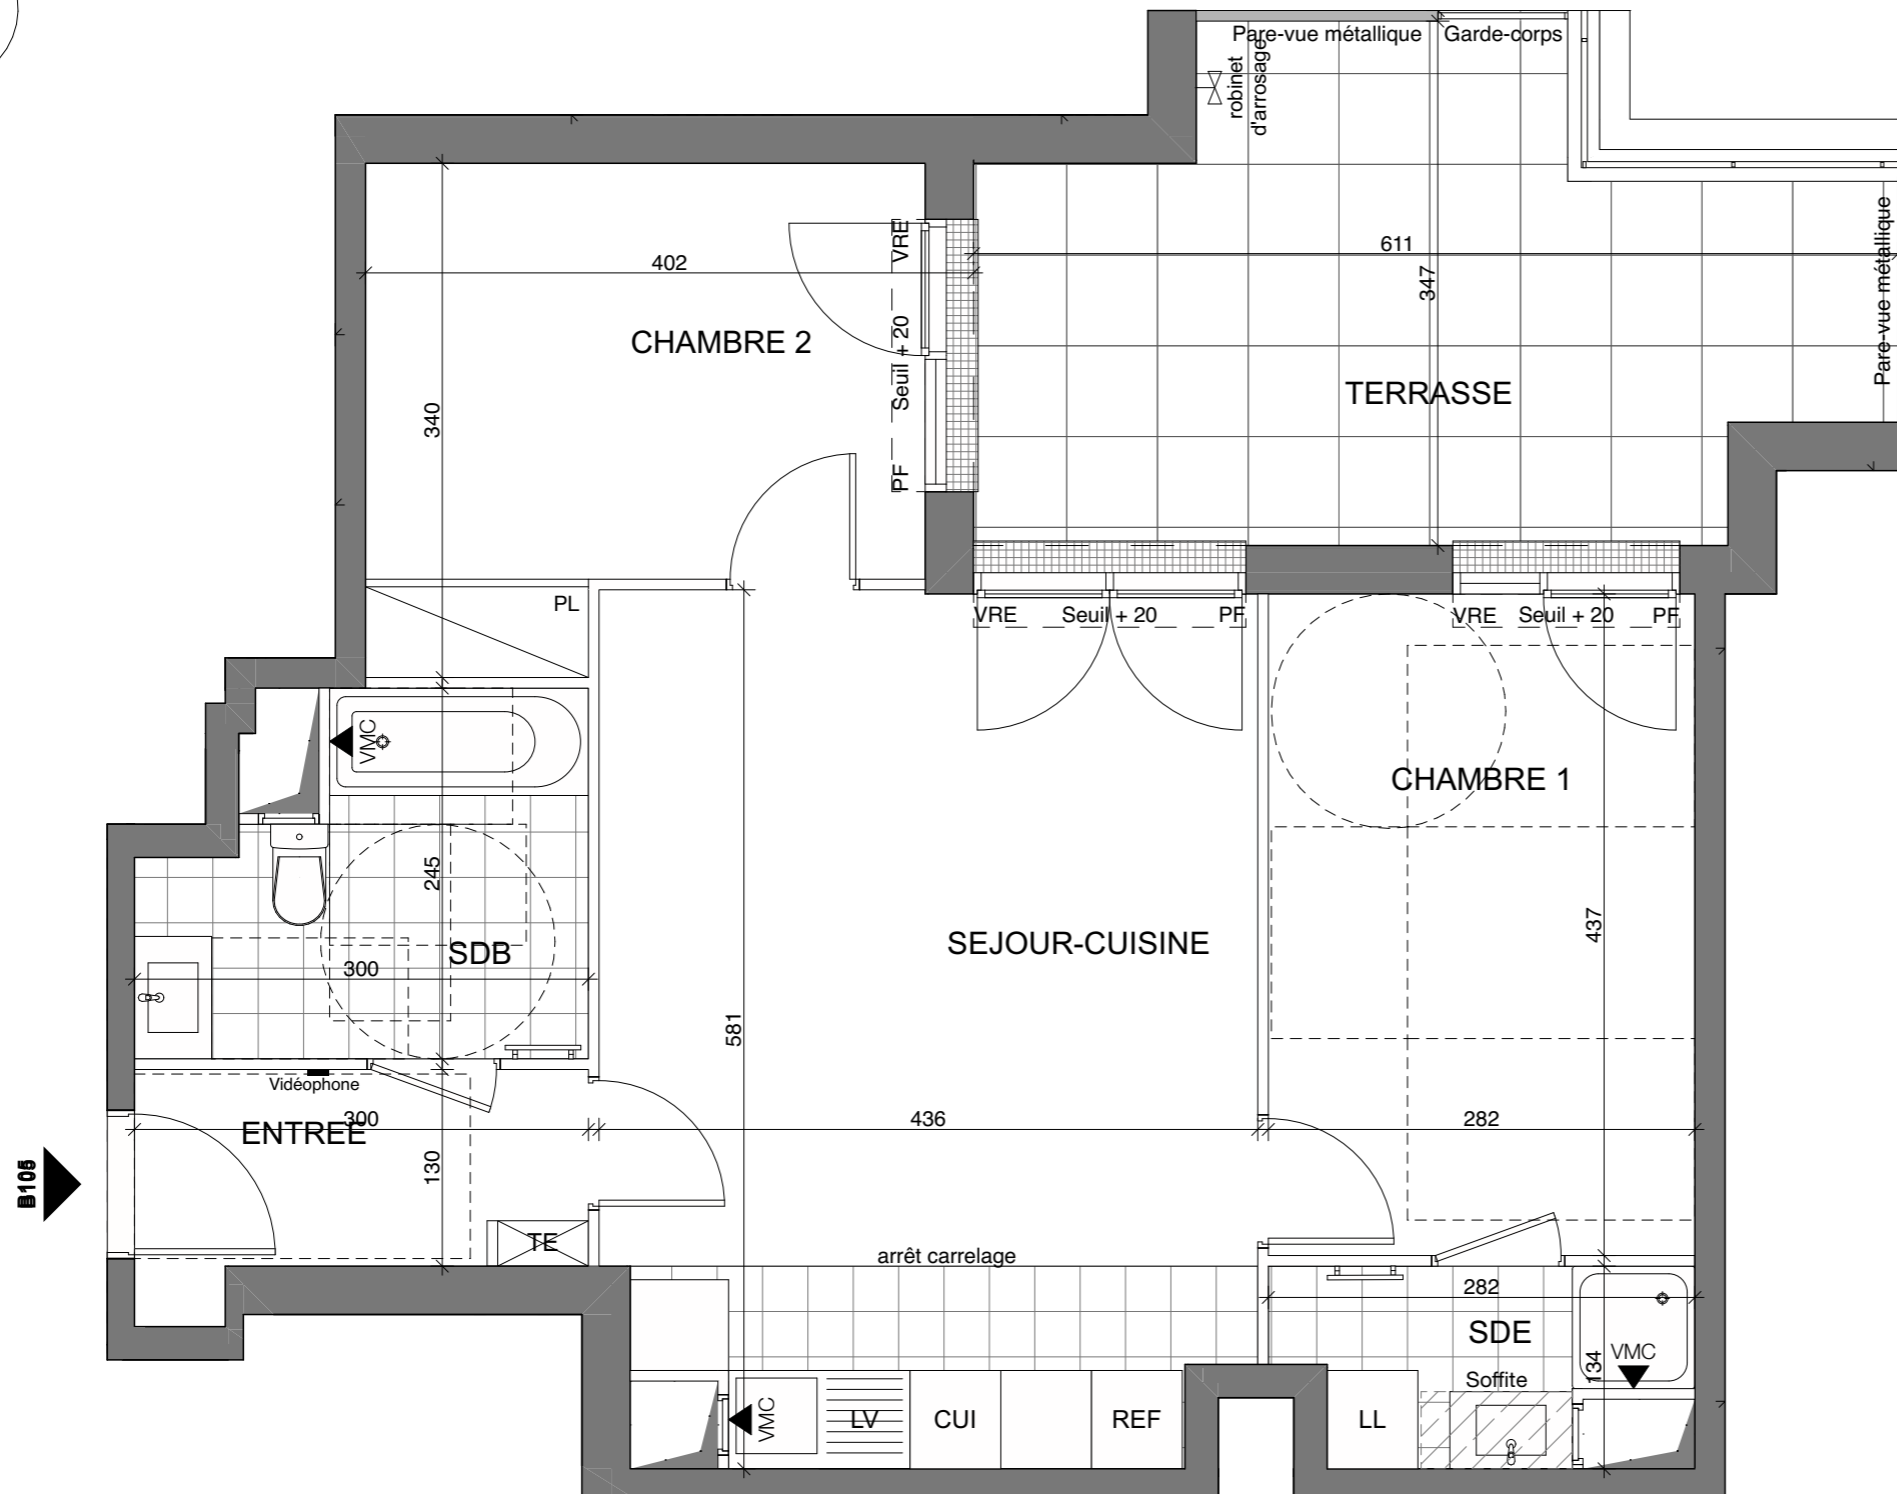 Pare-vue métallique
Garde-corps
robinet
d'arrosage
Pare-vue métallique
611
347
TERRASSE
402
340
CHAMBRE 2
VRE
Seuil + 20
PF
PL
VRE
Seuil + 20
PF
VRE
Seuil + 20
PF
VMC
CHAMBRE 1
245
SDB
300
SEJOUR-CUISINE
437
581
Vidéophone
ENTREE
300
436
282
130
TE
arrêt carrelage
282
SDE
VMC
134
Soffite
VMC
LV
CUI
REF
LL